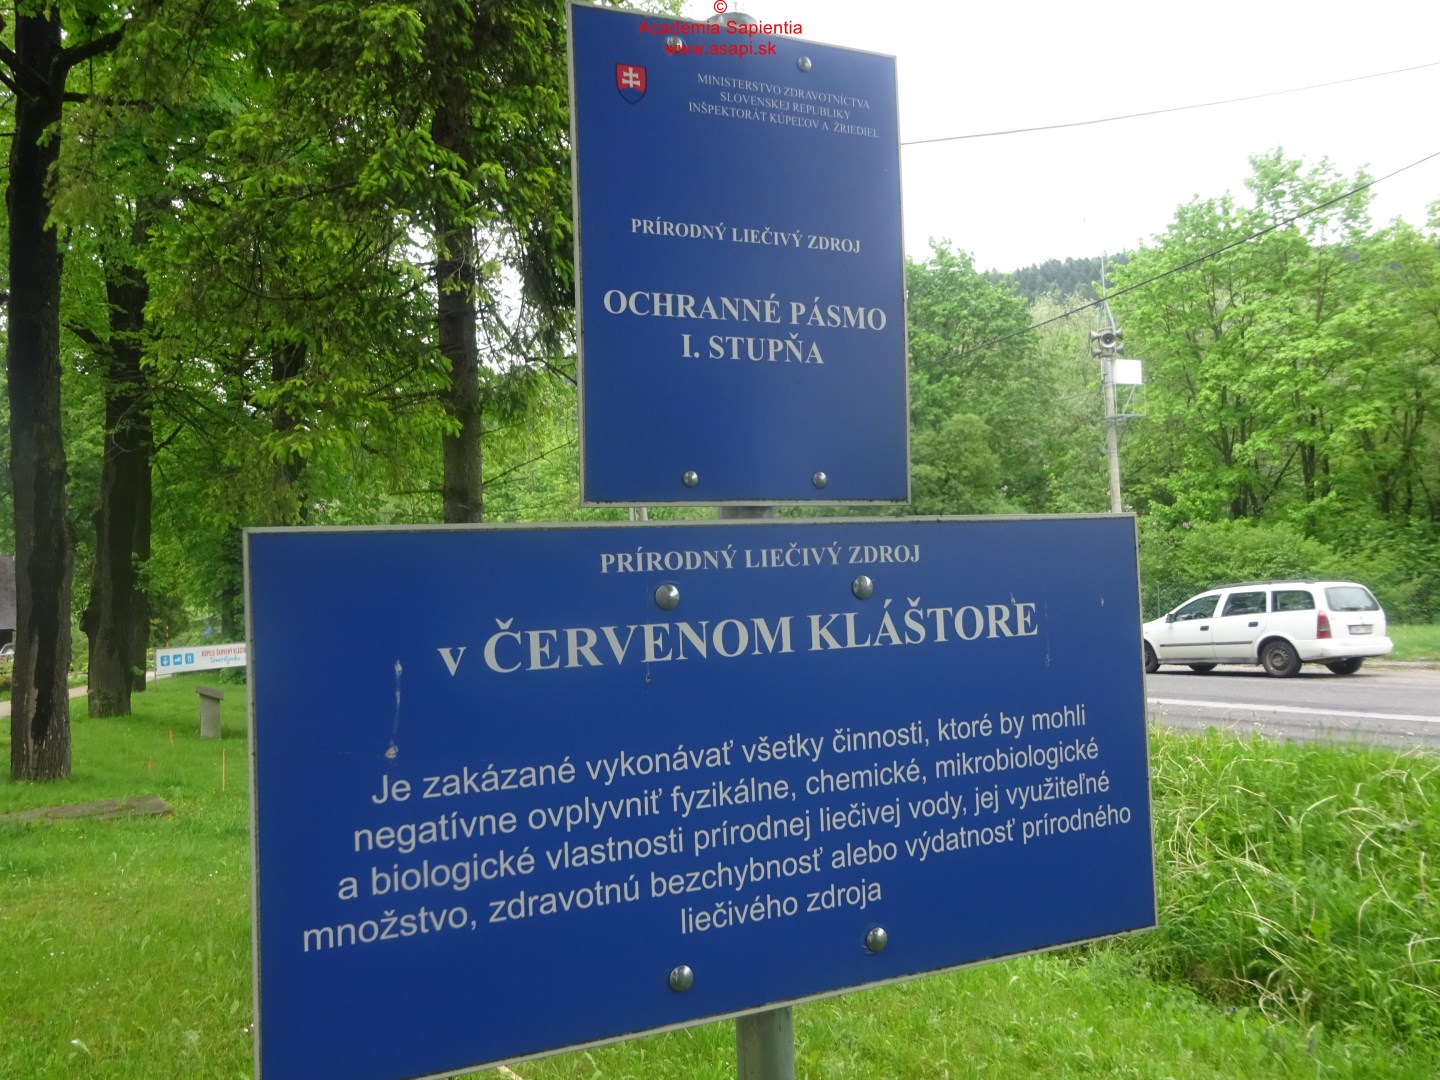 ©
Academia Sapientia
www.asapi.sk
MINISTERSTVO ZDRAVOTNÍCTVA
SLOVENSKEJ REPUBLIKY
INŠPEKTORÁT KÚPEĽOV A ŽRIEDIEL
PRÍRODNÝ LIEČIVÝ ZDROJ
OCHRANNÉ PÁSMO
I. STUPŇA
PRÍRODNÝ LIEČIVÝ ZDROJ
v ČERVENOM KLÁŠTORE
Je zakázané vykonávať všetky činnosti, ktoré by mohli
negatívne ovplyvniť fyzikálne, chemické, mikrobiologické
a biologické vlastnosti prírodnej liečivej vody, jej využiteľné
množstvo, zdravotnú bezchybnosť alebo výdatnosť prírodného
liečivého zdroja
KÚPELE ČERVENÝ